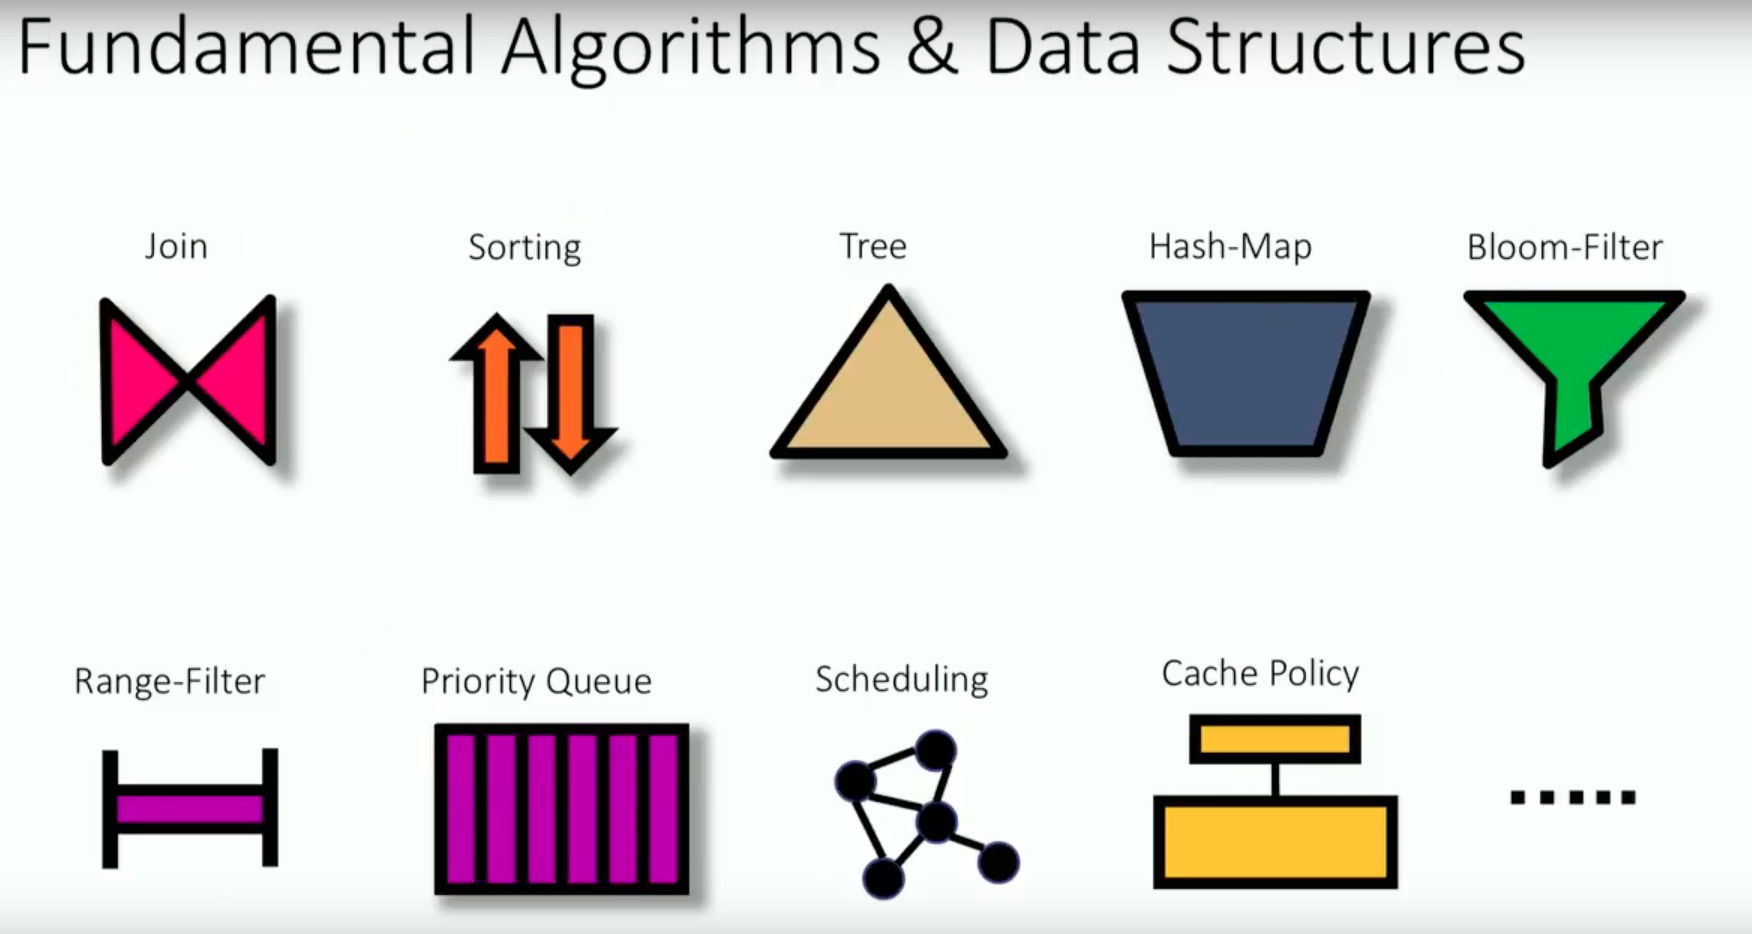 Fundamental Algorithms & Data Structures
Join
Sorting
Tree
Hash-Map
Bloom-Filter
Range-Filter
Priority Queue
Scheduling
Cache Policy
.....